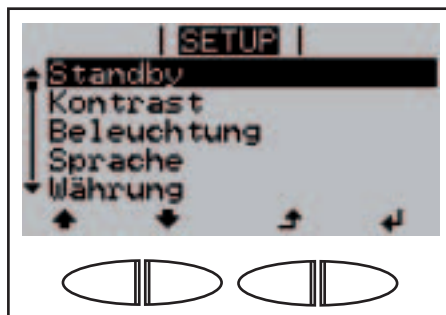 SETUP
Standby
Kontrast
Beleuchtung
Sprache
Währung